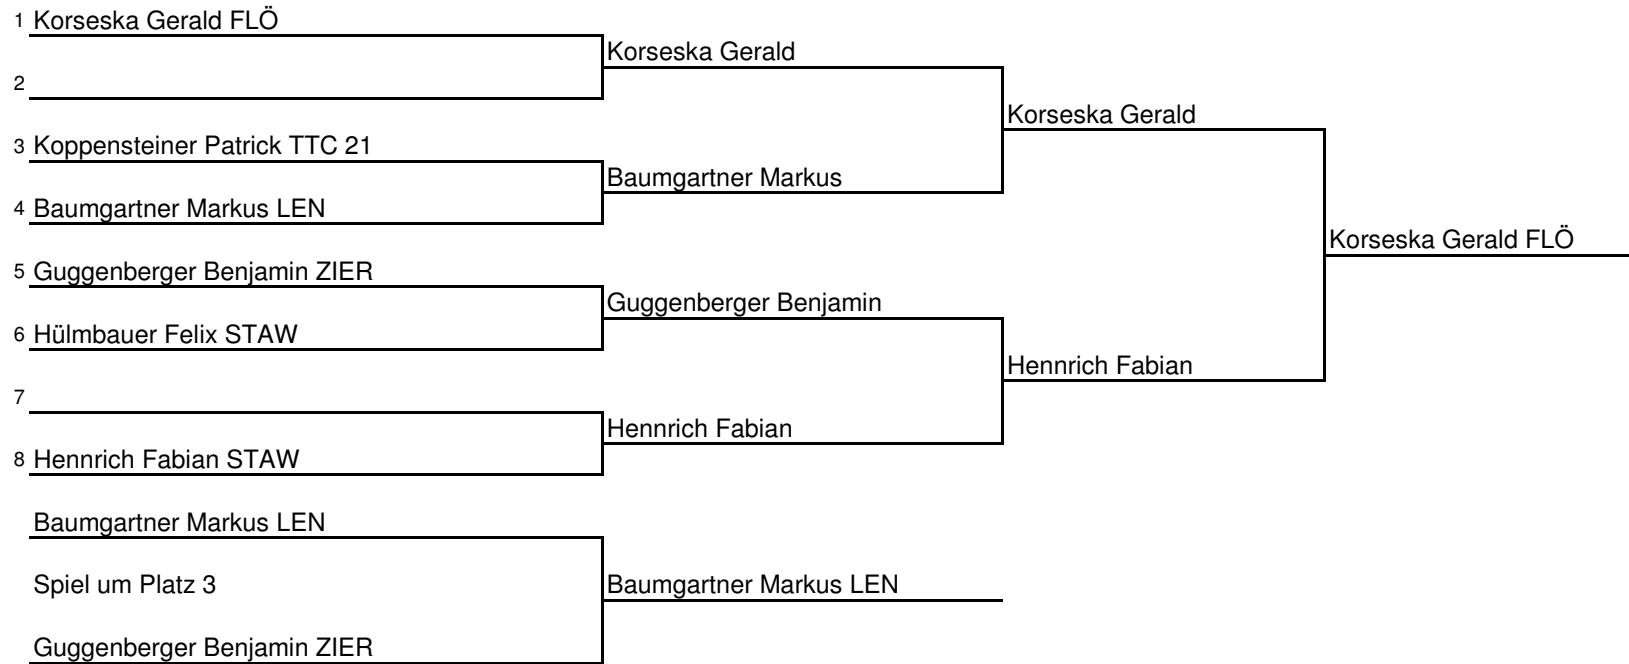 1 Korseska Gerald FLÖ
Korseska Gerald
2
Korseska Gerald
3 Koppensteiner Patrick TTC 21
Baumgartner Markus
4 Baumgartner Markus LEN
Korseska Gerald FLÖ
5 Guggenberger Benjamin ZIER
Guggenberger Benjamin
6 Hülmbauer Felix STAW
Hennrich Fabian
7
Hennrich Fabian
8 Hennrich Fabian STAW
Baumgartner Markus LEN
Spiel um Platz 3
Baumgartner Markus LEN
Guggenberger Benjamin ZIER